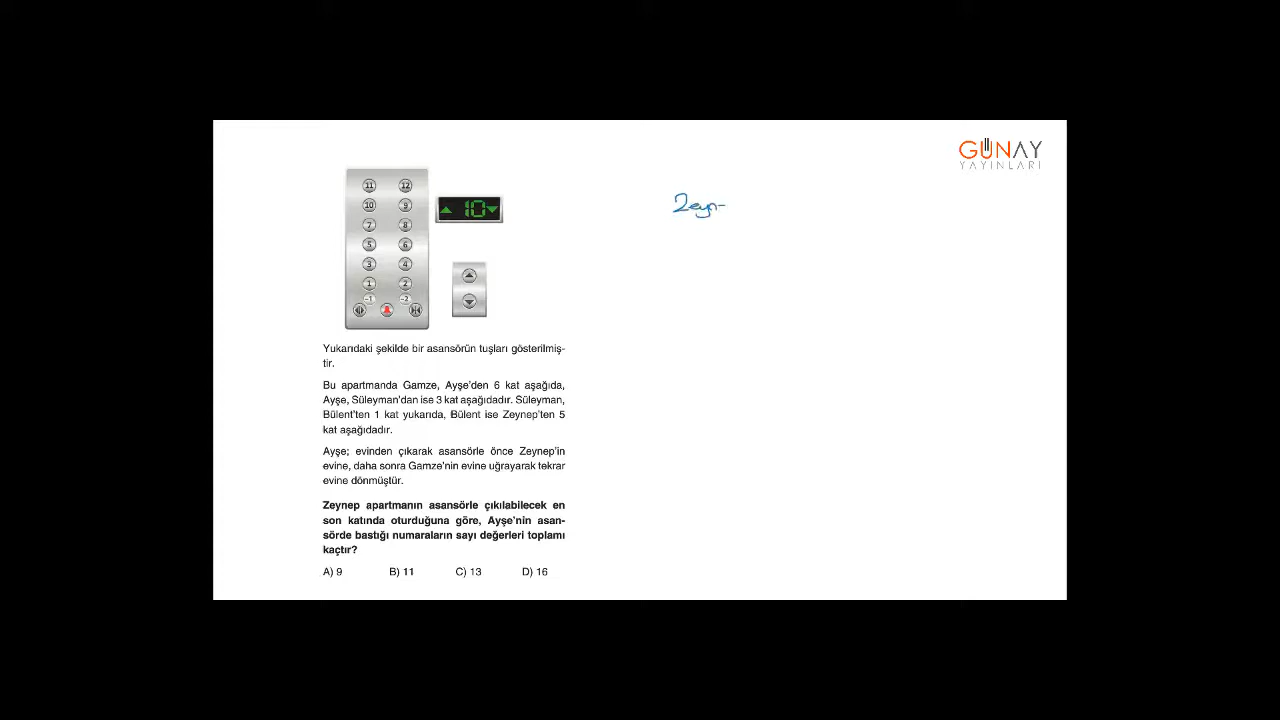 GÜNAY
YAYINLARI
11 12
10 9
10
7 8
5 6
3 4
1 2
-1 -2
Zeyn
Yukarıdaki şekilde bir asansörün tuşları gösterilmiş-
tir.
Bu apartmanda Gamze, Ayşe'den 6 kat aşağıda,
Ayşe, Süleyman'dan ise 3 kat aşağıdadır. Süleyman,
Bülent'ten 1 kat yukarıda, Bülent ise Zeynep'ten 5
kat aşağıdadır.
Ayşe; evinden çıkarak asansörle önce Zeynep'in
evine, daha sonra Gamze'nin evine uğrayarak tekrar
evine dönmüştür.
Zeynep apartmanın asansörle çıkılabilecek en
son katında oturduğuna göre, Ayşe'nin asan-
sörde bastığı numaraların sayı değerleri toplamı
kaçtır?
A) 9 B) 11 C) 13 D) 16